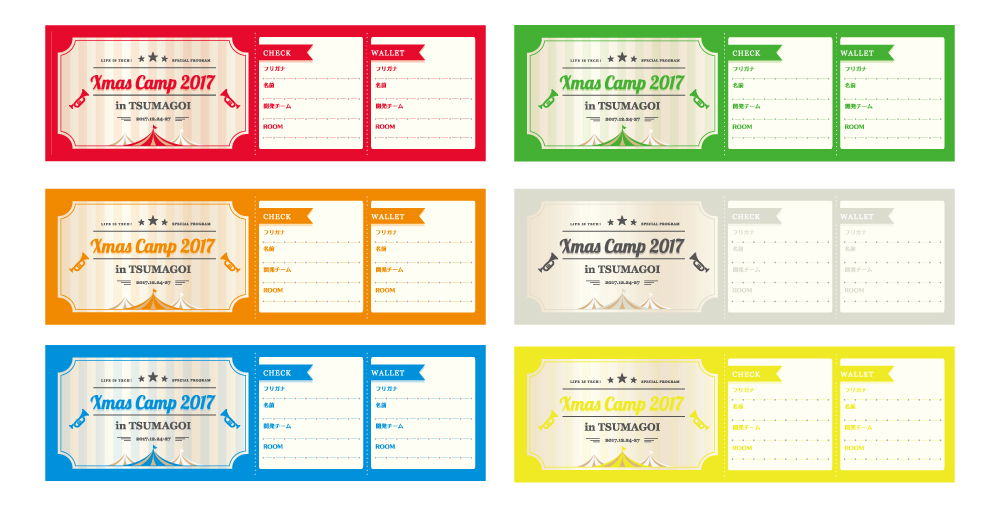 LIFE IS TECH! ★★★ SPECIAL PROGRAM
Xmas Camp 2017
in TSUMAGOI
2017.12.24-27
CHECK
フリガナ
名前
開発チーム
ROOM
WALLET
フリガナ
名前
開発チーム
ROOM
LIFE IS TECH! ★★★ SPECIAL PROGRAM
Xmas Camp 2017
in TSUMAGOI
2017.12.24-27
CHECK
フリガナ
名前
開発チーム
ROOM
WALLET
フリガナ
名前
開発チーム
ROOM
LIFE IS TECH! ★★★ SPECIAL PROGRAM
Xmas Camp 2017
in TSUMAGOI
2017.12.24-27
CHECK
フリガナ
名前
開発チーム
ROOM
WALLET
フリガナ
名前
開発チーム
ROOM
LIFE IS TECH! ★★★ SPECIAL PROGRAM
Xmas Camp 2017
in TSUMAGOI
2017.12.24-27
CHECK
フリガナ
名前
開発チーム
ROOM
WALLET
フリガナ
名前
開発チーム
ROOM
LIFE IS TECH! ★★★ SPECIAL PROGRAM
Xmas Camp 2017
in TSUMAGOI
2017.12.24-27
CHECK
フリガナ
名前
開発チーム
ROOM
WALLET
フリガナ
名前
開発チーム
ROOM
LIFE IS TECH! ★★★ SPECIAL PROGRAM
Xmas Camp 2017
in TSUMAGOI
2017.12.24-27
CHECK
フリガナ
名前
開発チーム
ROOM
WALLET
フリガナ
名前
開発チーム
ROOM